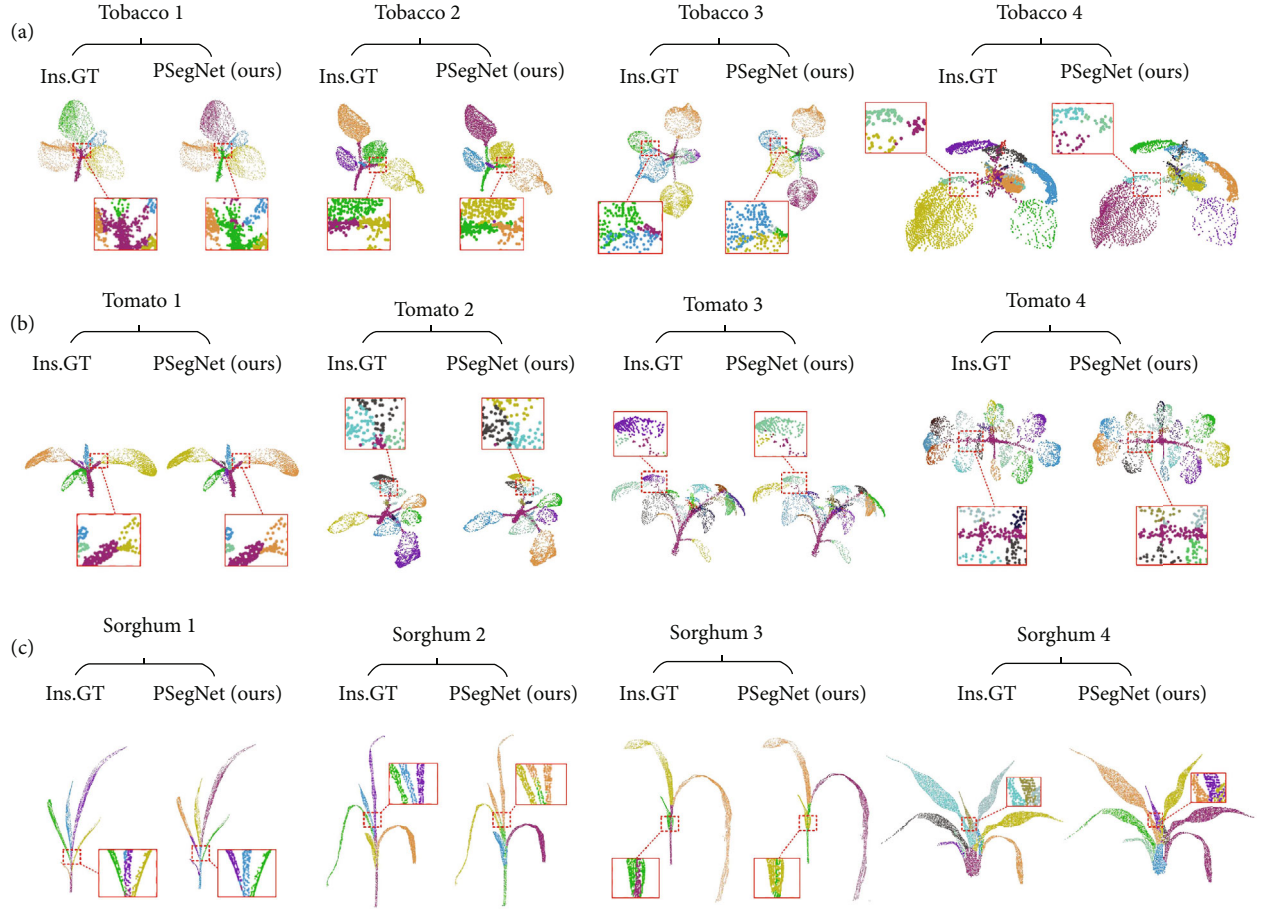 (a)
Tobacco 1
Tobacco 2
Tobacco 3
Tobacco 4
Ins.GT
PSegNet (ours)
Ins.GT
PSegNet (ours)
Ins.GT
PSegNet (ours)
Ins.GT
PSegNet (ours)
(b)
Tomato 1
Tomato 2
Tomato 3
Tomato 4
Ins.GT
PSegNet (ours)
Ins.GT
PSegNet (ours)
Ins.GT
PSegNet (ours)
Ins.GT
PSegNet (ours)
(c)
Sorghum 1
Sorghum 2
Sorghum 3
Sorghum 4
Ins.GT
PSegNet (ours)
Ins.GT
PSegNet (ours)
Ins.GT
PSegNet (ours)
Ins.GT
PSegNet (ours)